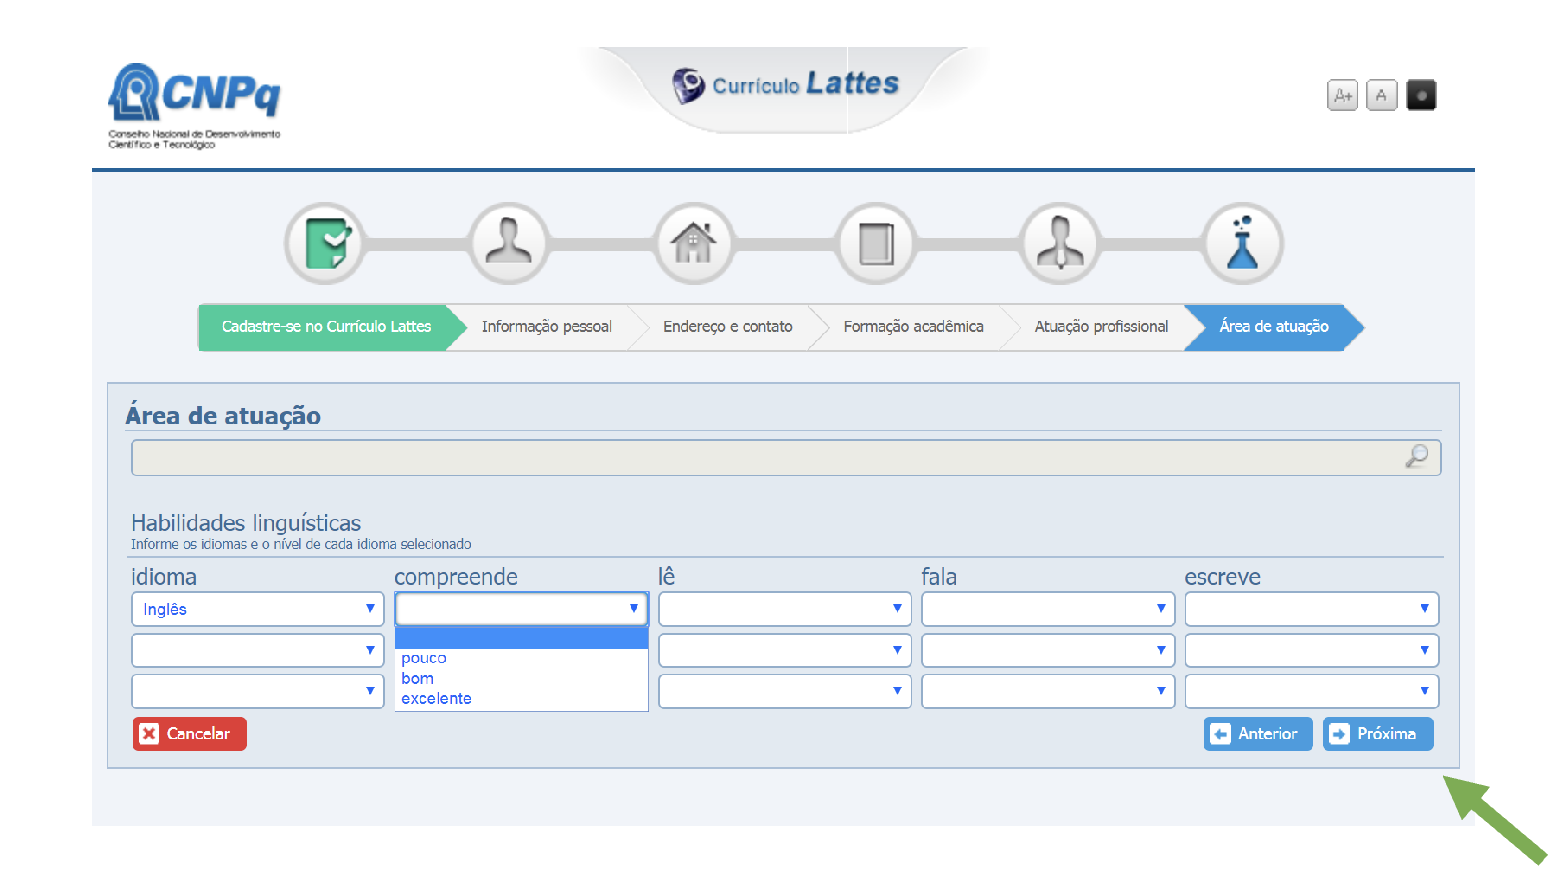 CNPq
Conselho Nacional de Desenvolvimento
Científico e Tecnológico
Currículo Lattes
A+ A
Cadastre-se no Currículo Lattes
Informação pessoal
Endereço e contato
Formação acadêmica
Atuação profissional
Área de atuação
Área de atuação
Habilidades linguísticas
Informe os idiomas e o nível de cada idioma selecionado
idioma compreende lê fala escreve
Inglês
pouco
bom
excelente
Cancelar
Anterior
Próxima